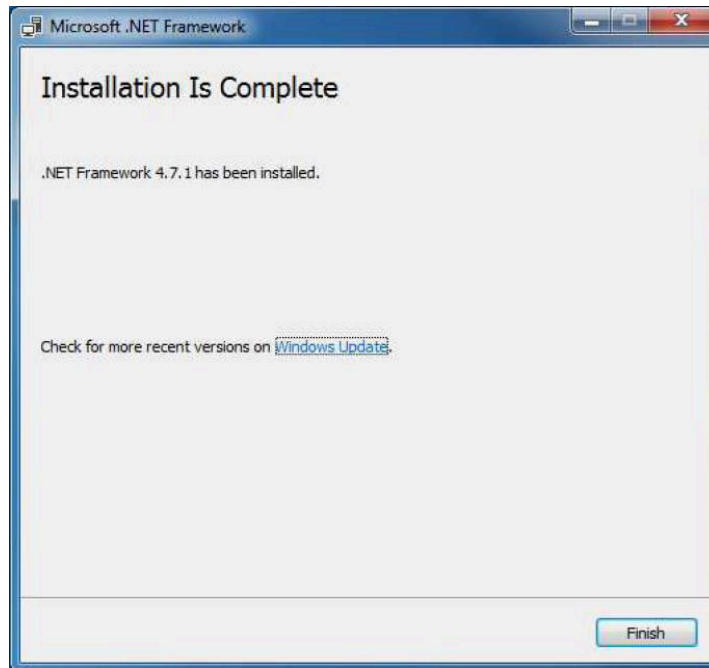 Microsoft .NET Framework
Installation Is Complete
.NET Framework 4.7.1 has been installed.
Check for more recent versions on Windows Update.
Finish